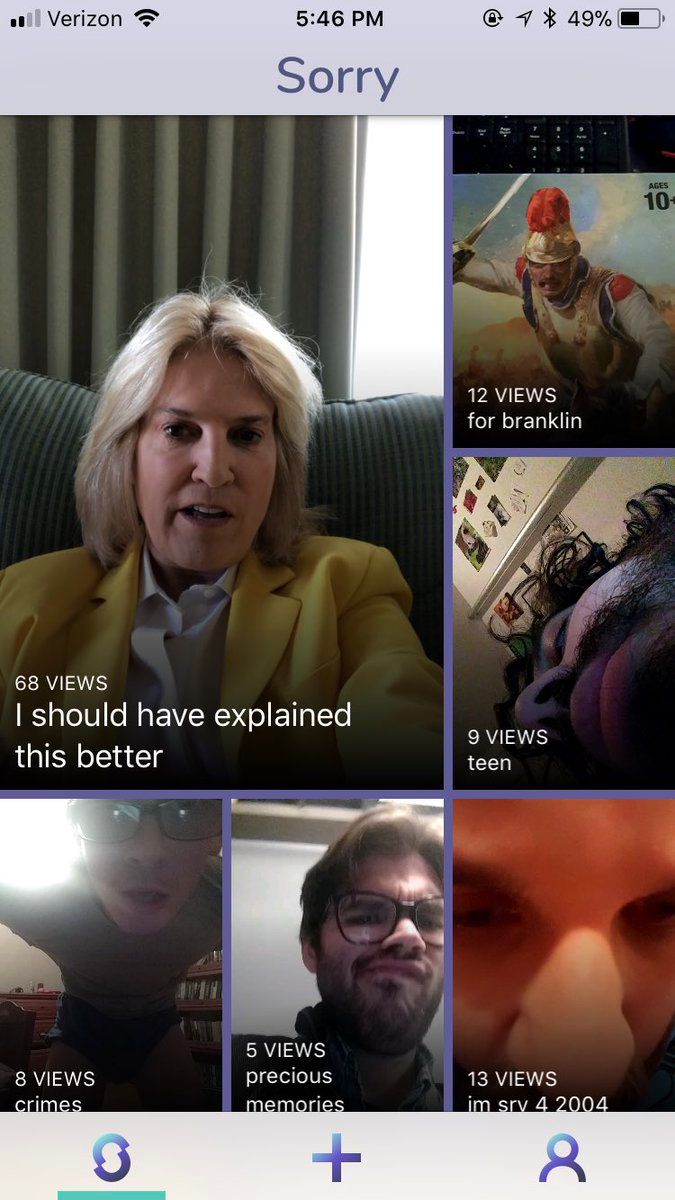 Verizon 5:46 PM 49%
Sorry
AGES
10+
12 VIEWS
for branklin
68 VIEWS
I should have explained
this better
9 VIEWS
teen
8 VIEWS
crimes
5 VIEWS
precious
memories
13 VIEWS
im sry 4 2004